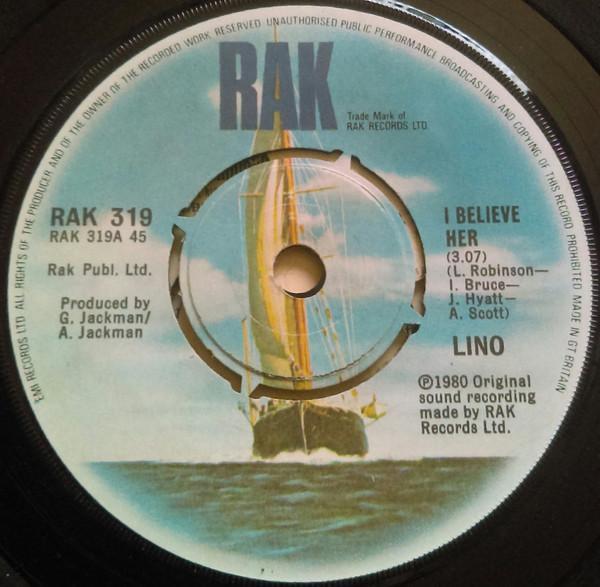 EMI RECORDS LTD. ALL RIGHTS OF THE PRODUCER AND OF THE OWNER OF THE RECORDED WORK RESERVED UNAUTHORISED PUBLIC PERFORMANCE BROADCASTING AND COPYING OF THIS RECORD PROHIBITED MADE IN GT BRITAIN
RAK
Trade Mark of
RAK RECORDS LTD.
RAK 319
RAK 319A 45
Rak Publ. Ltd.
Produced by
G. Jackman/
A. Jackman
I BELIEVE
HER
(3.07)
(L. Robinson—
I. Bruce—
J. Hyatt—
A. Scott)
LINO
℗1980 Original
sound recording
made by RAK
Records Ltd.